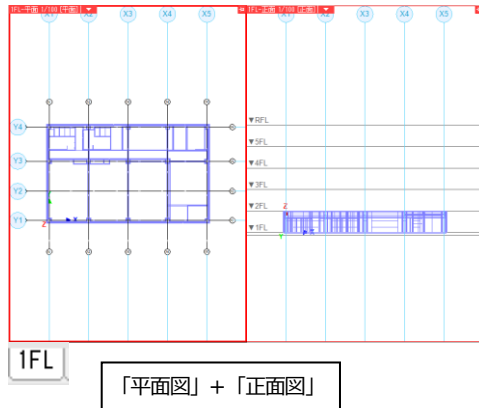 1FL-平面 1/100 [平面]
X1 X2 X3 X4 X5
Y4
Y3
Y2
Y1
Z
X
1FL-正面 1/100 [正面]
X1 X2 X3 X4 X5
▼RFL
▼5FL
▼4FL
▼3FL
▼2FL
Z
▼1FL
X
Y
1FL
「平面図」+「正面図」